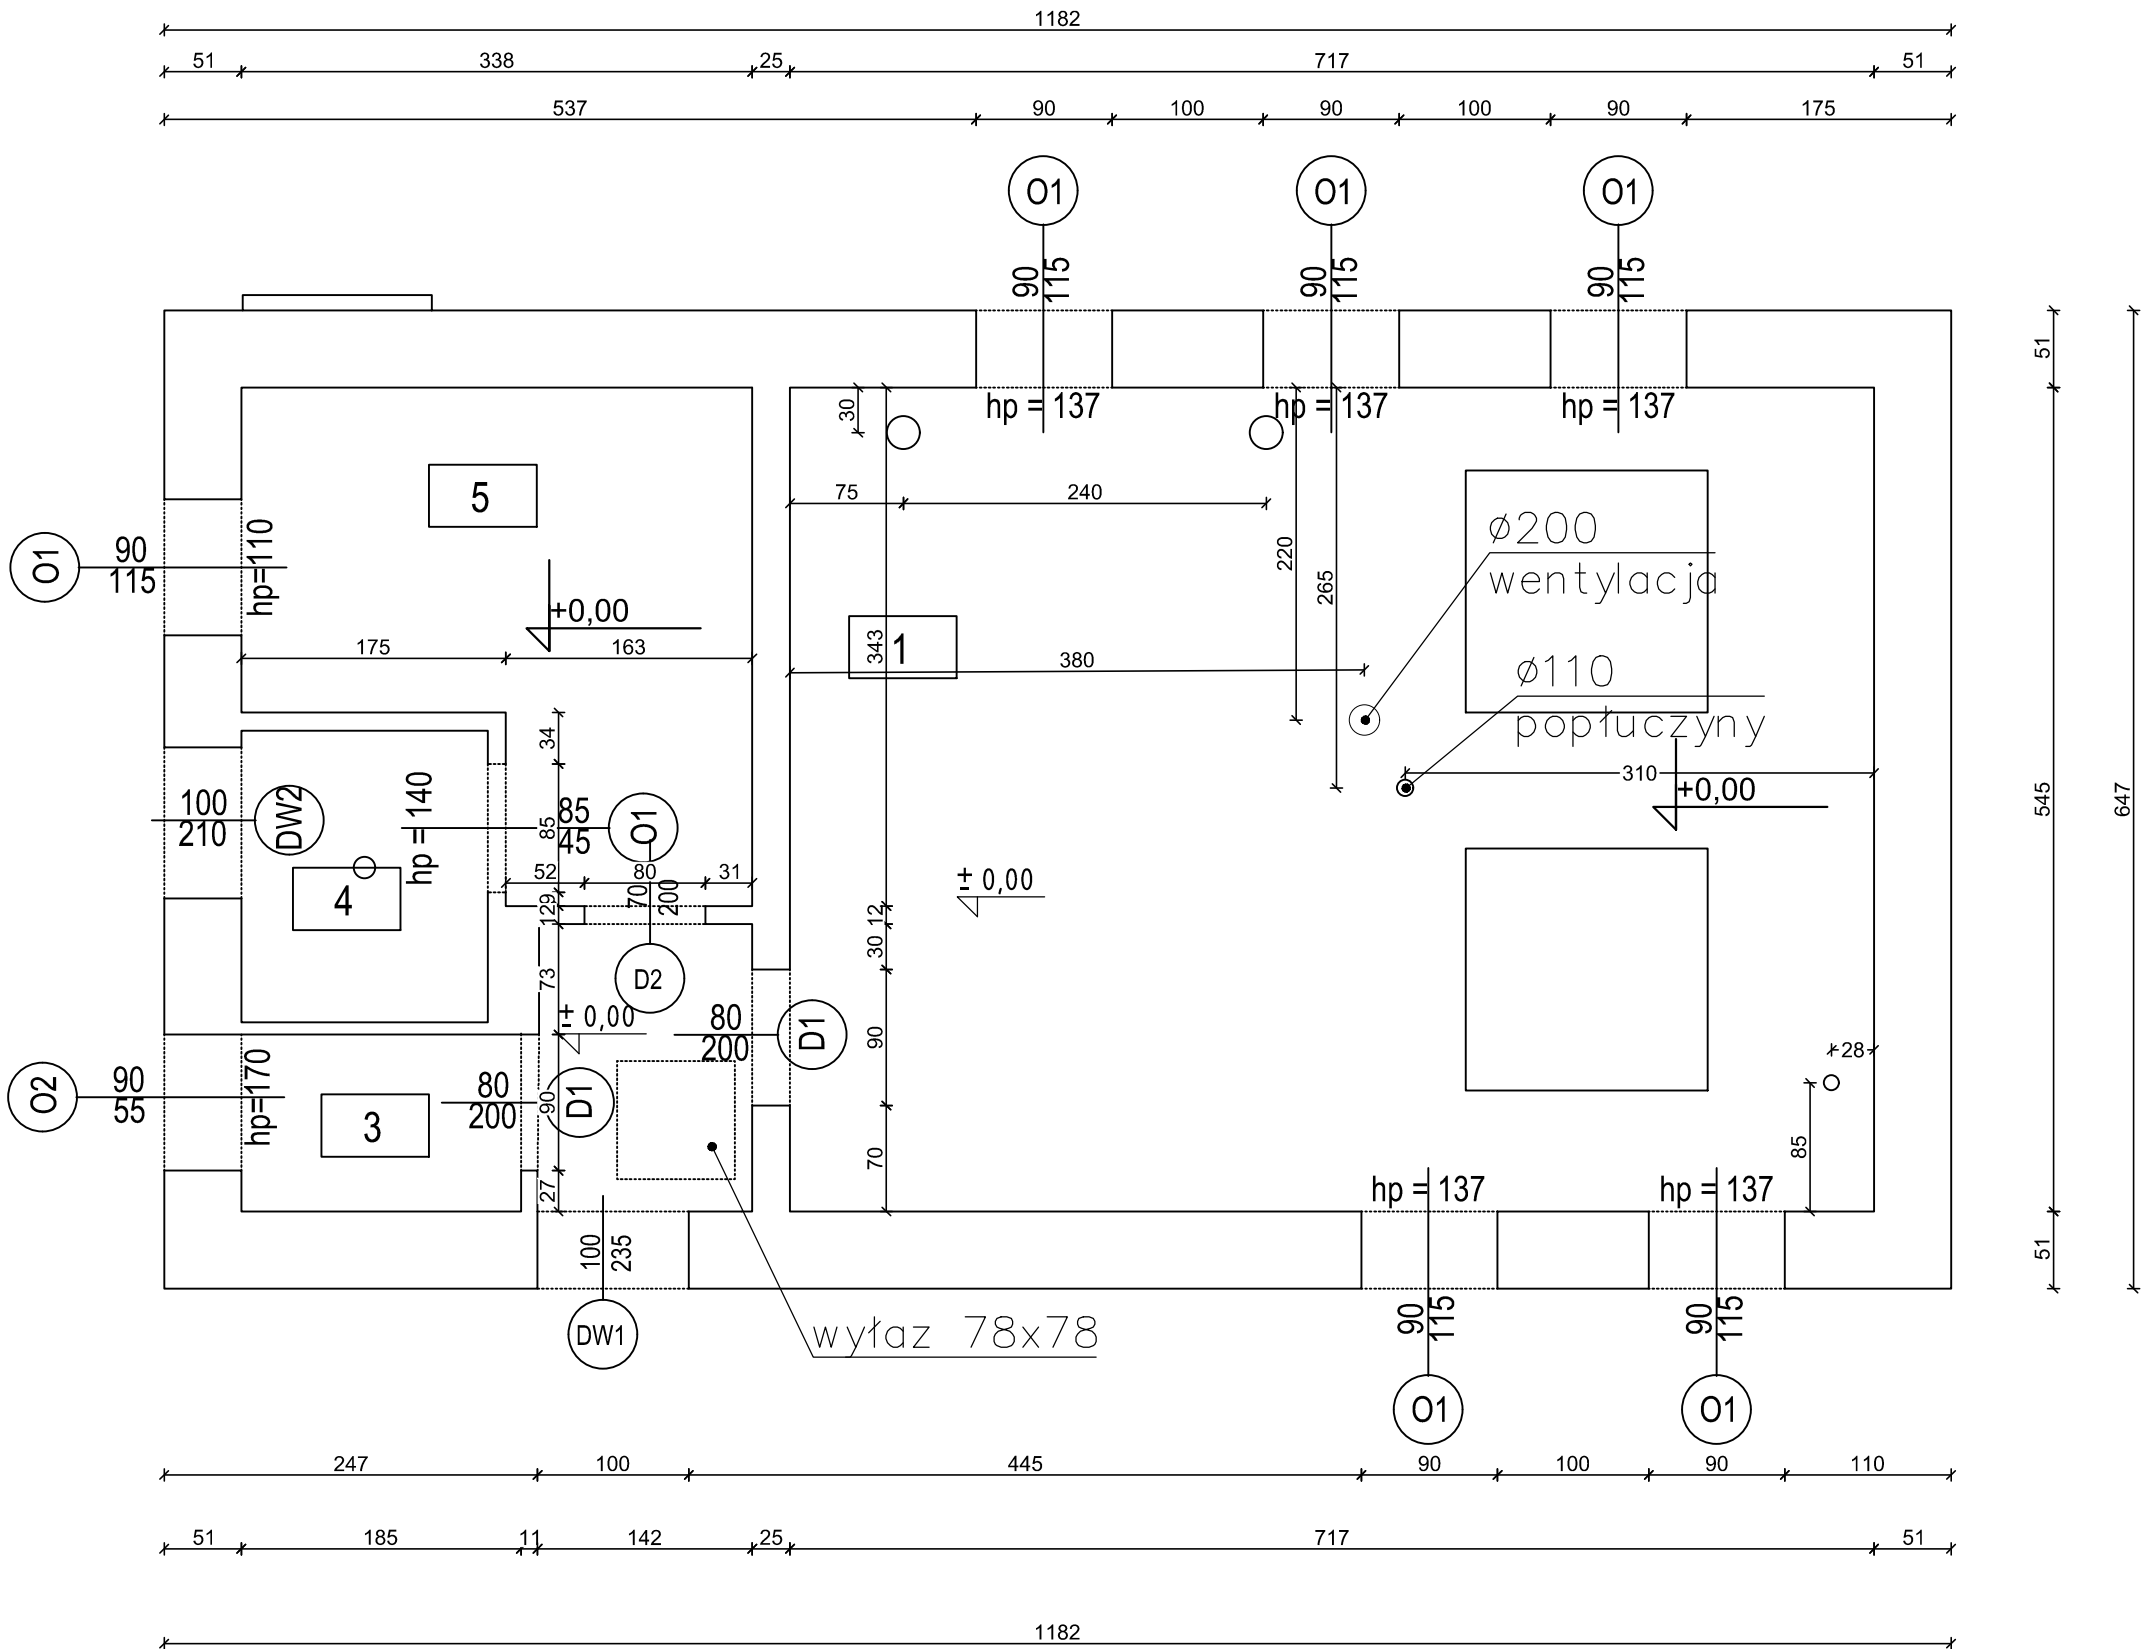 1182
51 338 25 717 51
537 90 100 90 100 90 175
O1 O1 O1
90 115 90 115 90 115
hp = 137 hp = 137 hp = 137
51
30
5
75 240
O1 90 115 hp=110
220
265
ø200
wentylacja
+0,00
175 163
343
1
380
ø110
popłuczyny
34
310
+0,00
100 210 DW2
hp = 140
85
85 45
O1
545
647
4
52 80 31
70 200
± 0,00
129
12
30
D2
73
± 0,00
80 200 D1
90
28
O2 90 55 hp=170
3
80 200
90
D1
85
70
27
hp = 137 hp = 137
100 235
51
DW1
wyłaz 78x78
90 115 90 115
O1 O1
247 100 445 90 100 90 110
51 185 11 142 25 717 51
1182